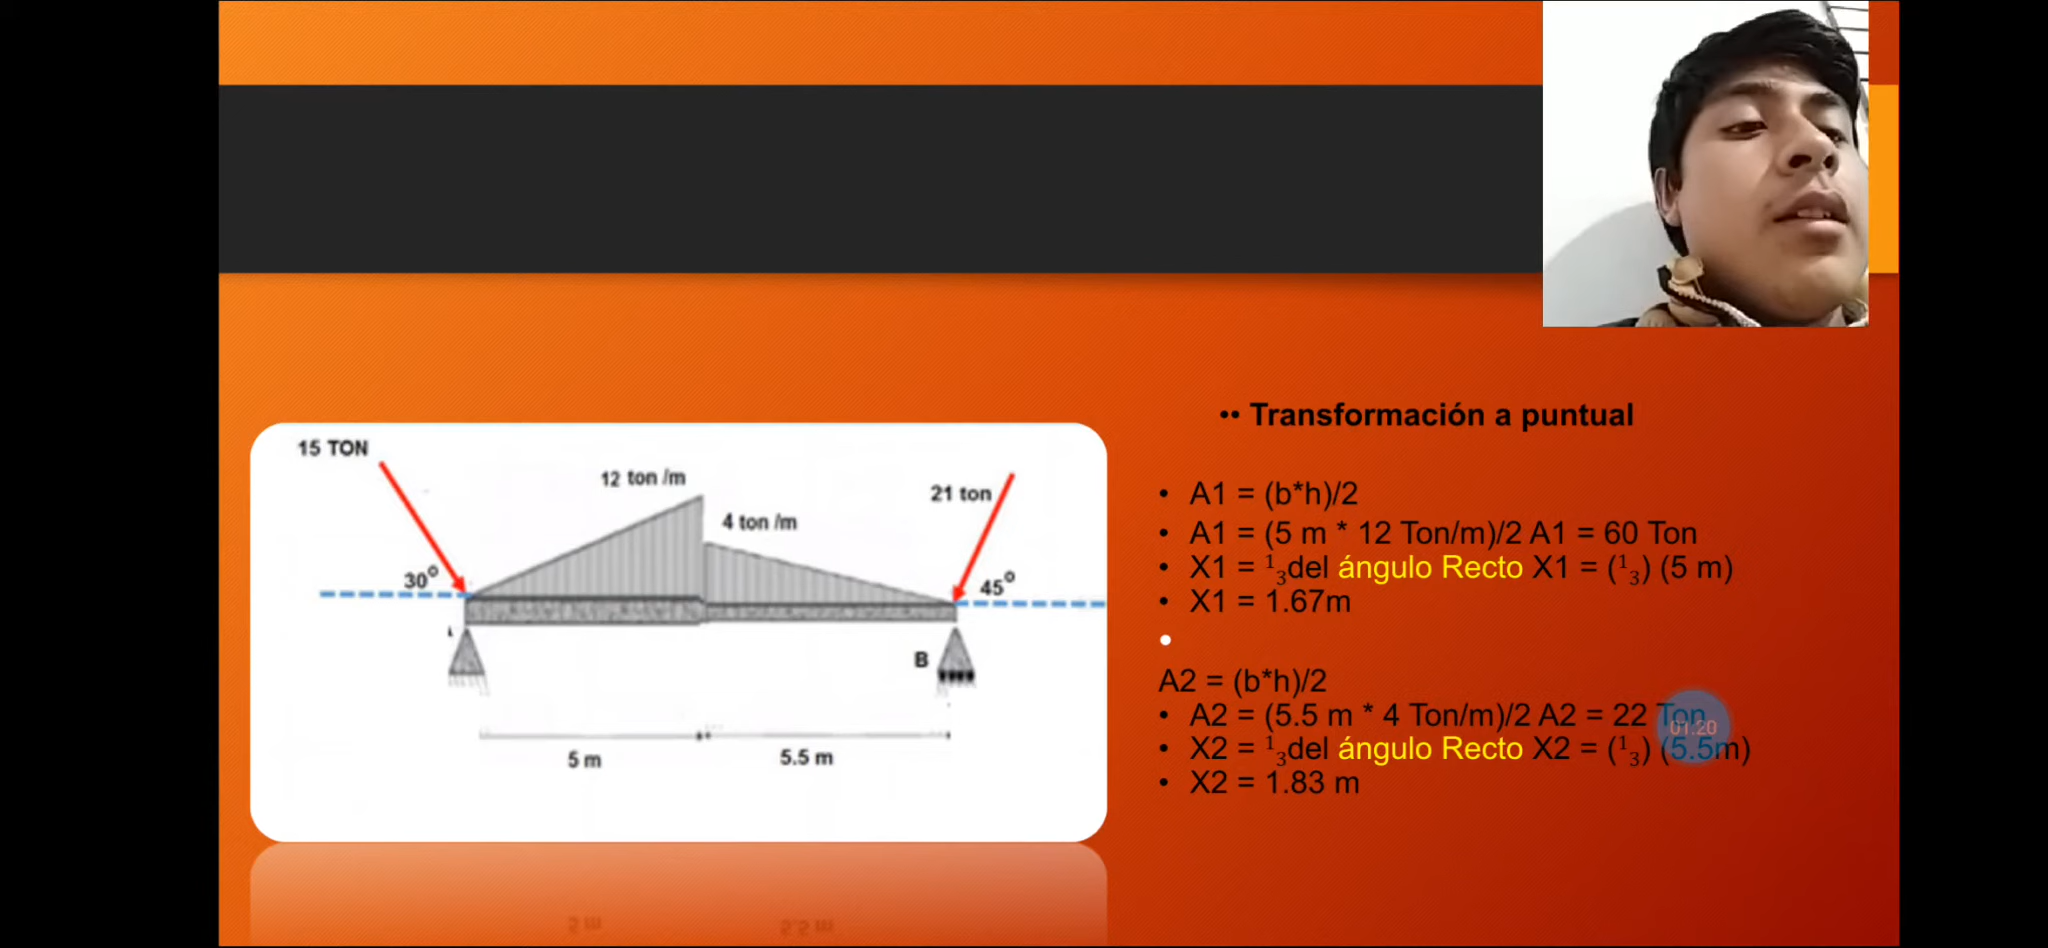 •• Transformación a puntual
15 TON
12 ton /m
4 ton /m
21 ton
30°
45°
B
5 m
5.5 m
• A1 = (b*h)/2
• A1 = (5 m * 12 Ton/m)/2 A1 = 60 Ton
• X1 = ¹₃del ángulo Recto X1 = (¹₃) (5 m)
• X1 = 1.67m
•
A2 = (b*h)/2
• A2 = (5.5 m * 4 Ton/m)/2 A2 = 22 Ton
01:20
• X2 = ¹₃del ángulo Recto X2 = (¹₃) (5.5m)
• X2 = 1.83 m